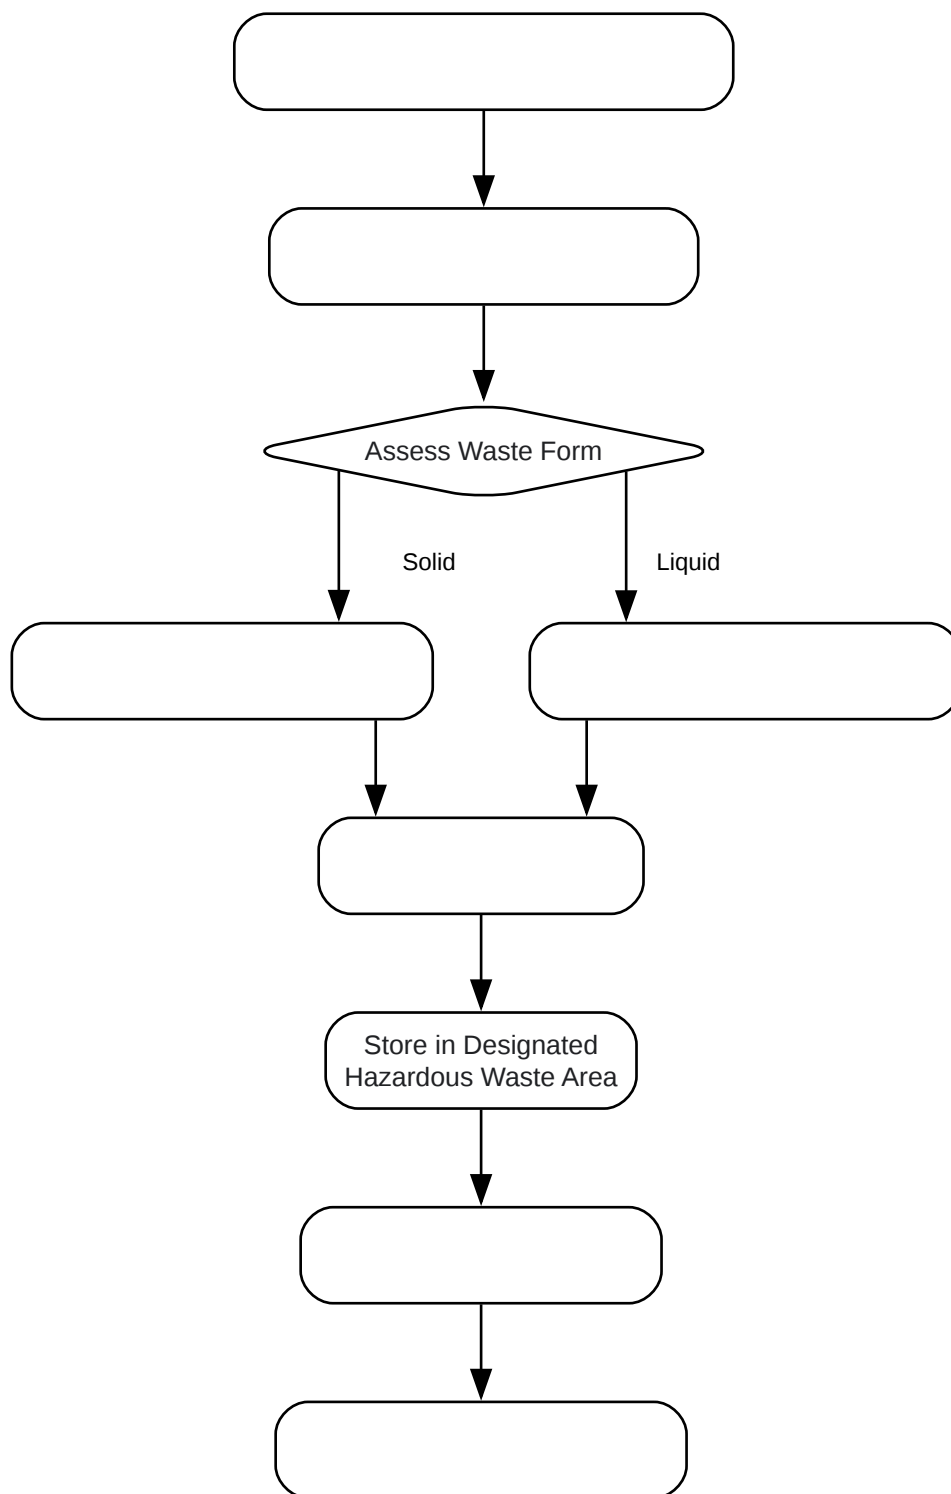 Assess Waste Form
Solid
Liquid
Store in Designated
Hazardous Waste Area